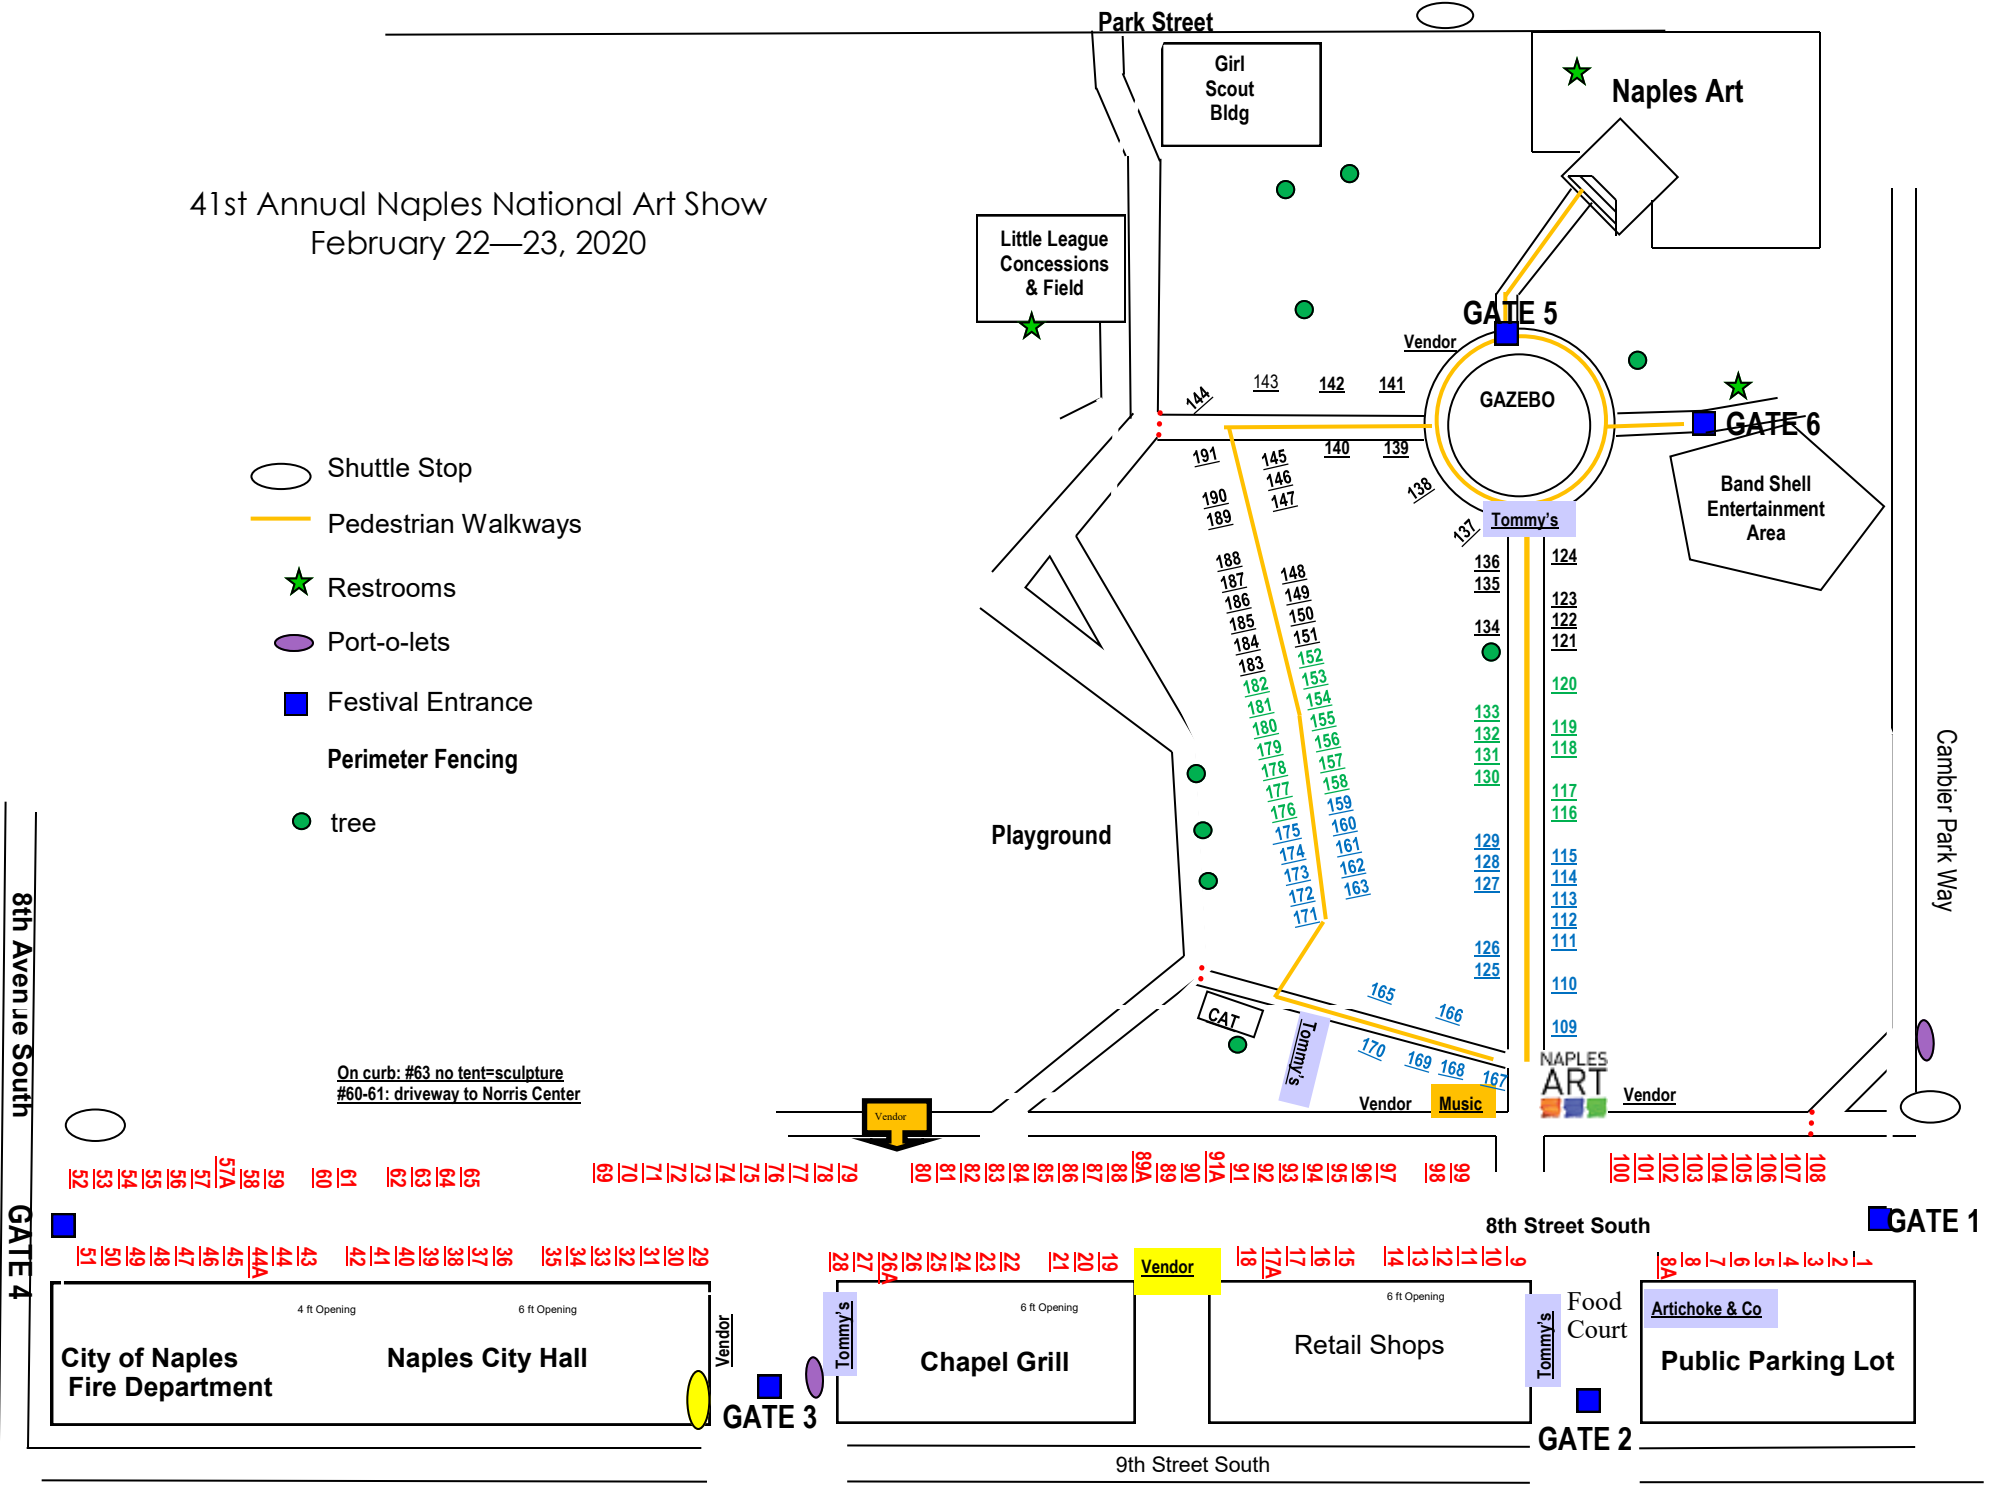 Park Street
Girl
Scout
Bldg
Naples Art
41st Annual Naples National Art Show
February 22—23, 2020
Little League
Concessions
& Field
GATE 5
Vendor
GAZEBO
144
143
142
141
GATE 6
191
145
140
139
146
190
147
138
189
Band Shell
Entertainment
Area
Tommy's
137
Shuttle Stop
Pedestrian Walkways
Restrooms
Port-o-lets
Festival Entrance
Perimeter Fencing
tree
188
187
186
185
184
183
182
181
180
179
178
177
176
175
174
173
172
171
148
149
150
151
152
153
154
155
156
157
158
159
160
161
162
163
136
135
134
133
132
131
130
129
128
127
126
125
124
123
122
121
120
119
118
117
116
115
114
113
112
111
110
109
Playground
Cambier Park Way
8th Avenue South
CAT
Tommy's
165
166
170
169
168
167
NAPLES
ART
On curb: #63 no tent=sculpture
#60-61: driveway to Norris Center
Vendor
Vendor
Music
Vendor
52 53 54 55 56 57 57A 58 59 60 61 62 63 64 65
69 70 71 72 73 74 75 76 77 78 79
80 81 82 83 84 85 86 87 88 89A 89 90 91A 91 92 93 94 95 96 97 98 99
100 101 102 103 104 105 106 107 108
GATE 4
8th Street South
GATE 1
51 50 49 48 47 46 45 44A 44 43 42 41 40 39 38 37 36 35 34 33 32 31 30 29
28 27 26A 26 25 24 23 22 21 20 19
Vendor
18 17A 17 16 15 14 13 12 11 10 9
8A 8 7 6 5 4 3 2 1
4 ft Opening
6 ft Opening
6 ft Opening
6 ft Opening
City of Naples
Fire Department
Naples City Hall
Vendor
GATE 3
Tommy's
Chapel Grill
Retail Shops
Tommy's
Food
Court
GATE 2
Artichoke & Co
Public Parking Lot
9th Street South